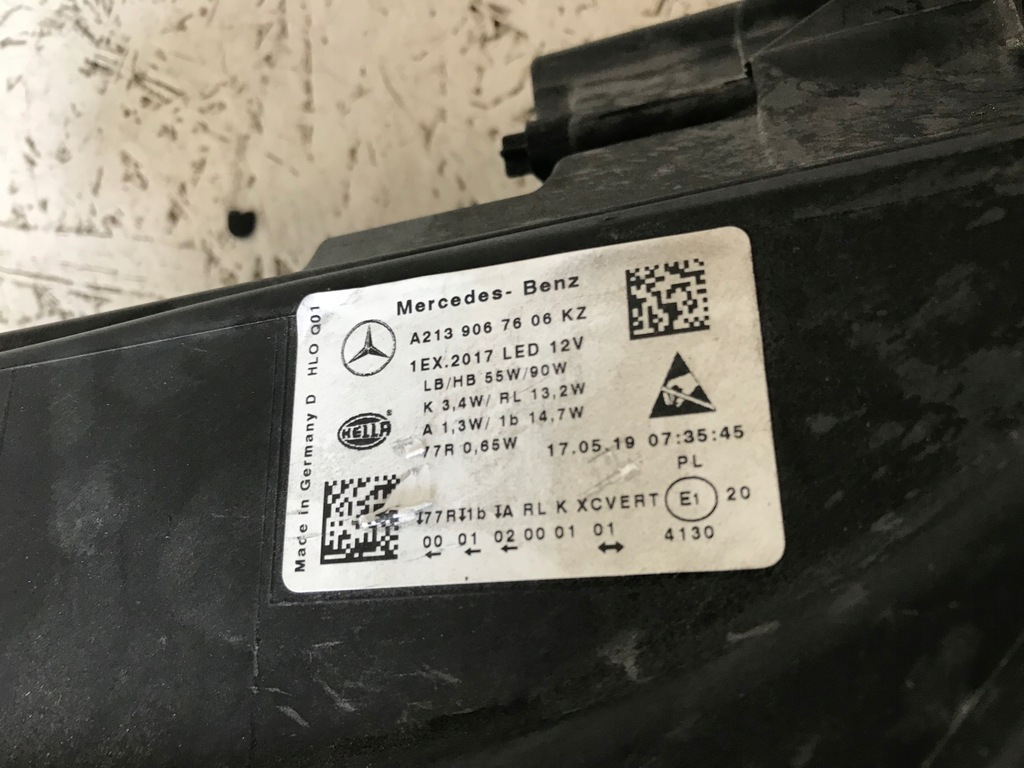 Mercedes- Benz
A213 906 76 06 KZ
1EX.2017 LED 12V
LB/HB 55W/90W
K 3,4W/ RL 13,2W
A 1,3W/ 1b 14,7W
77R 0,65W
17.05.19 07:35:45
PL
HELLA
77R 1b 1A RL K XCVERT E1 20
00 01 02 00 01 01 4130
Made in Germany D HLO Q01